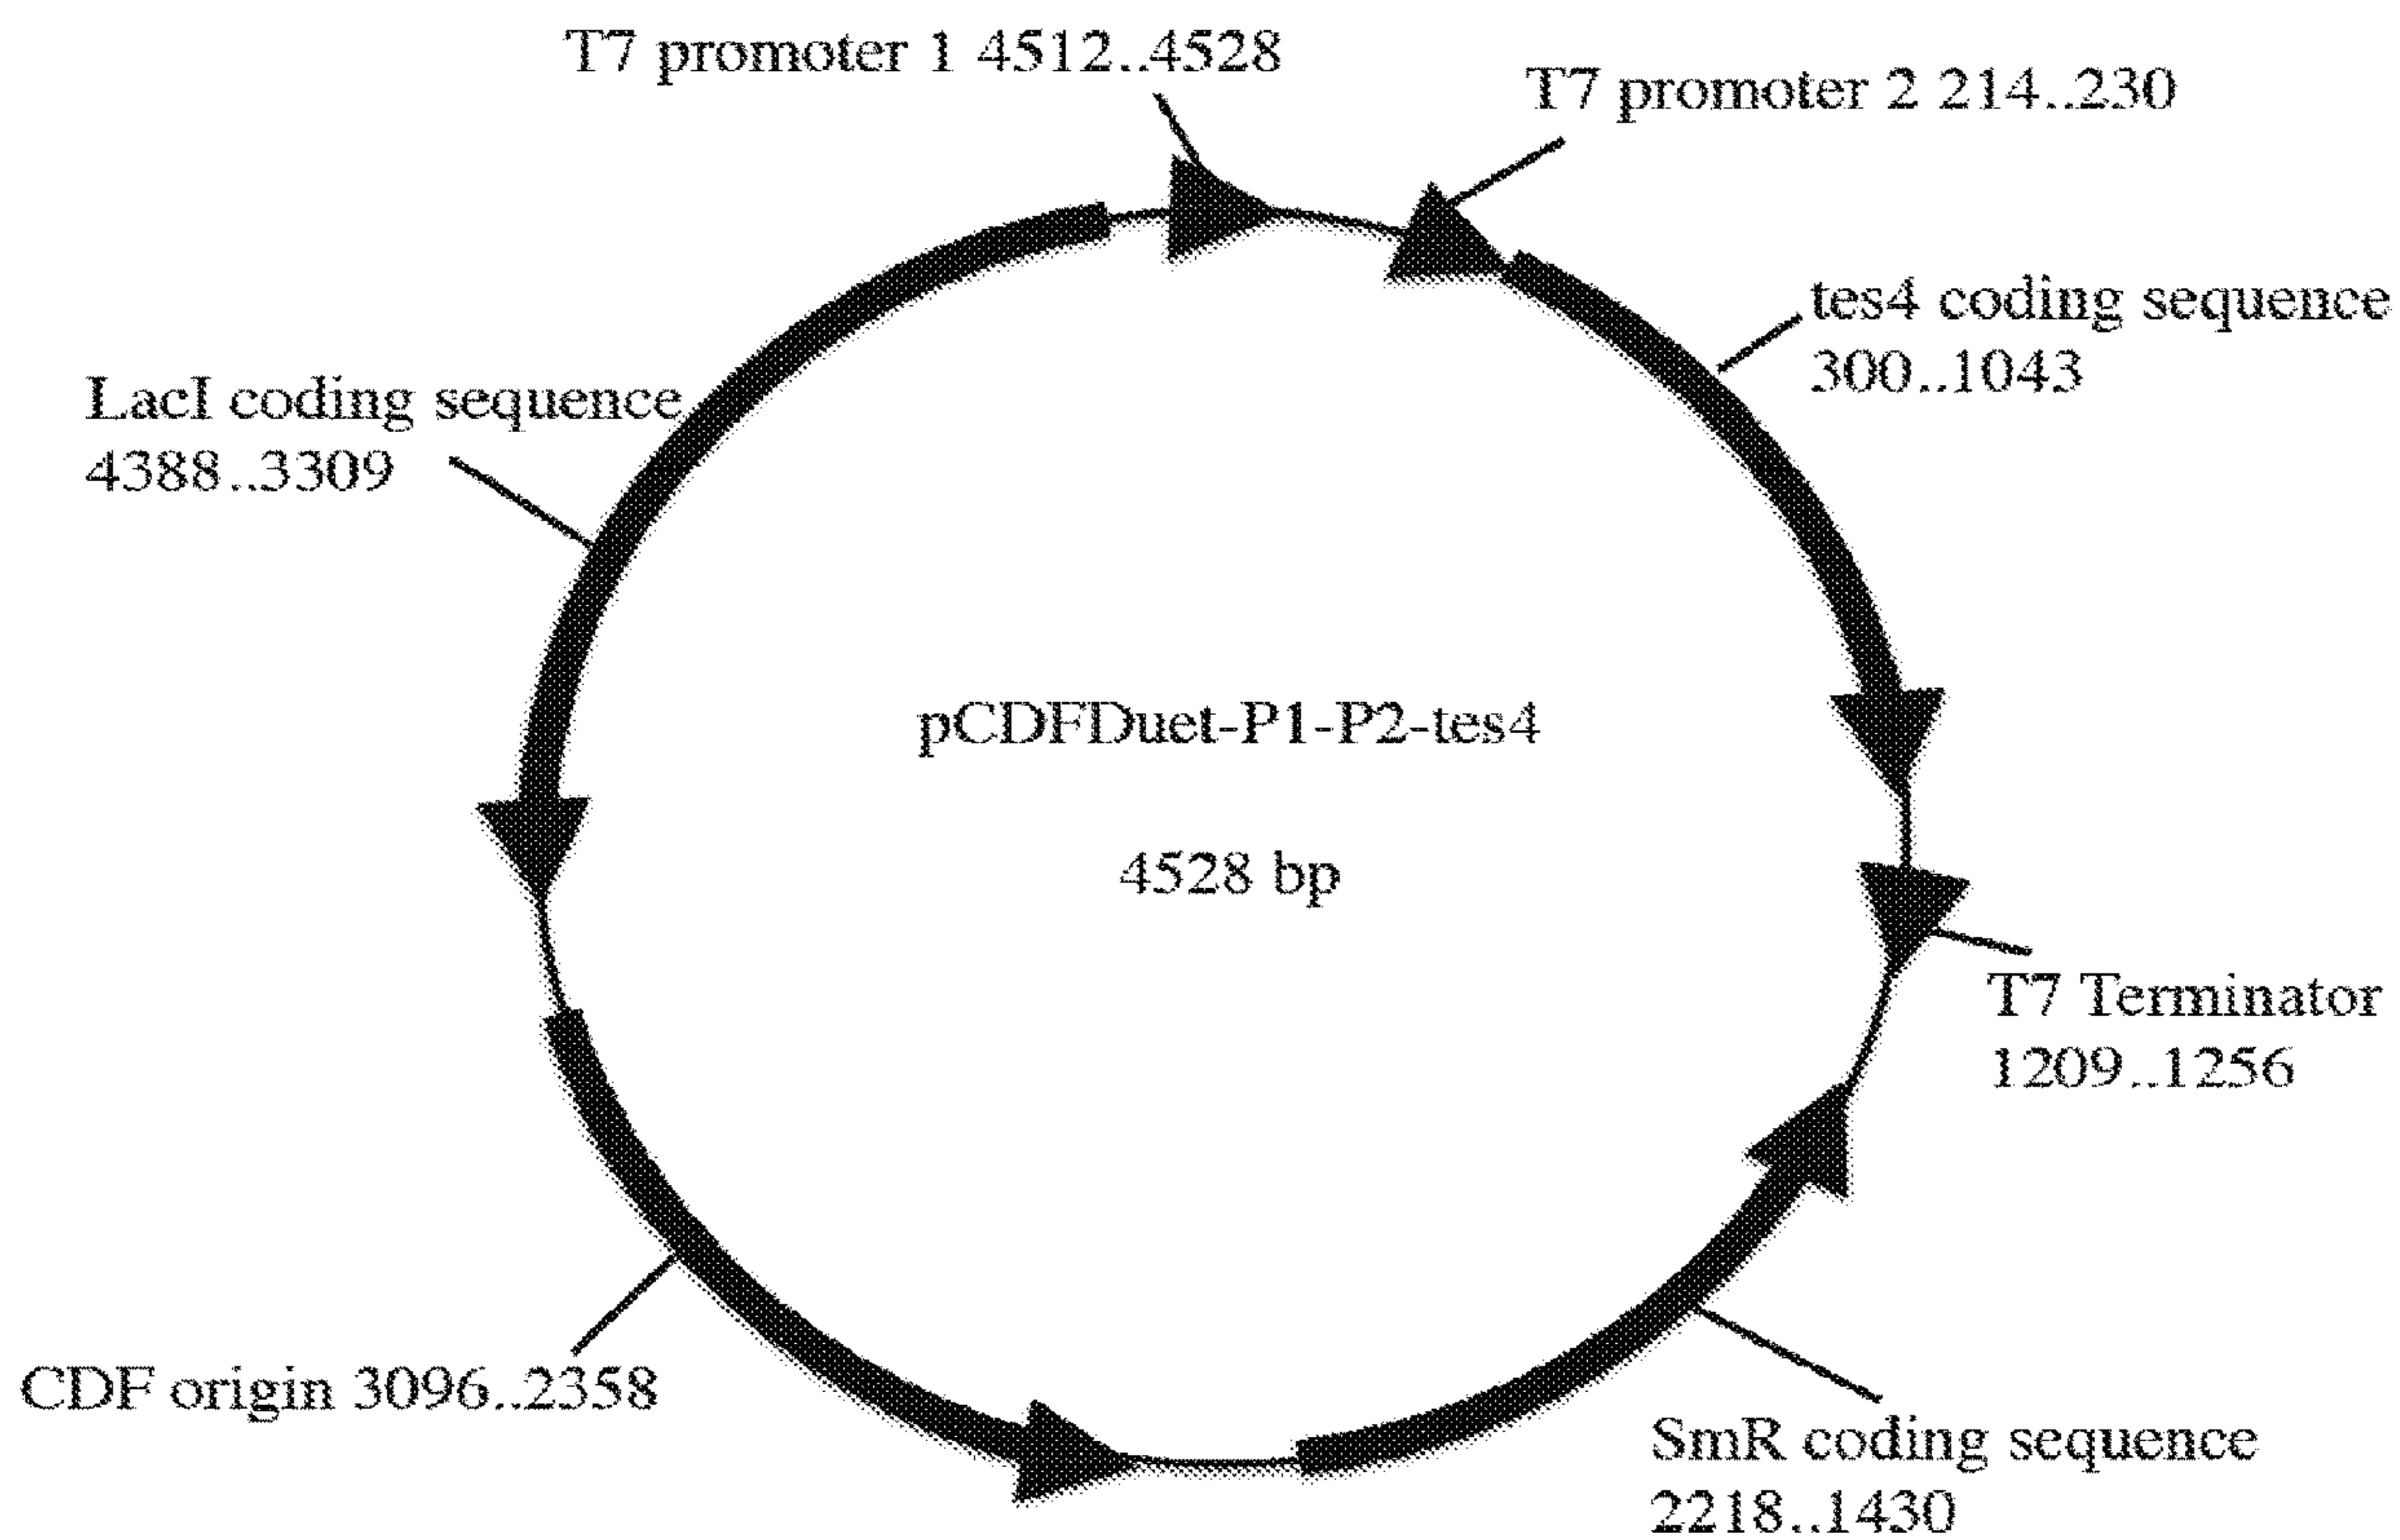 T7 promoter 1 4512..4528
T7 promoter 2 214..230
tes4 coding sequence
300..1043
LacI coding sequence
4388..3309
pCDFDuet-P1-P2-tes4
4528 bp
T7 Terminator
1209..1256
CDF origin 3096..2358
SmR coding sequence
2218..1430